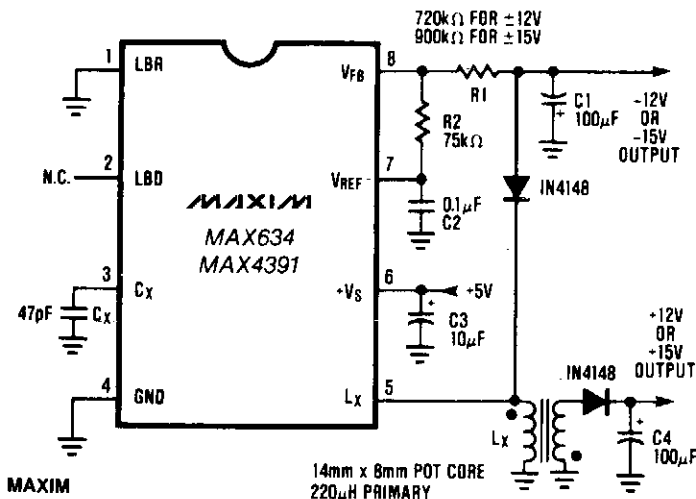 720kΩ FOR ±12V
900kΩ FOR ±15V
1
LBR
VFB
8
R1
C1
100μF
+
-12V
OR
-15V
OUTPUT
R2
75kΩ
N.C.
2
LBD
VREF
7
IN4148
MAXIM
MAX634
MAX4391
0.1μF
C2
3
CX
47pF
CX
+VS
6
+5V
+
C3
10μF
+12V
OR
+15V
OUTPUT
4
GND
LX
5
IN4148
LX
+
C4
100μF
14mm x 8mm POT CORE
220μH PRIMARY
MAXIM